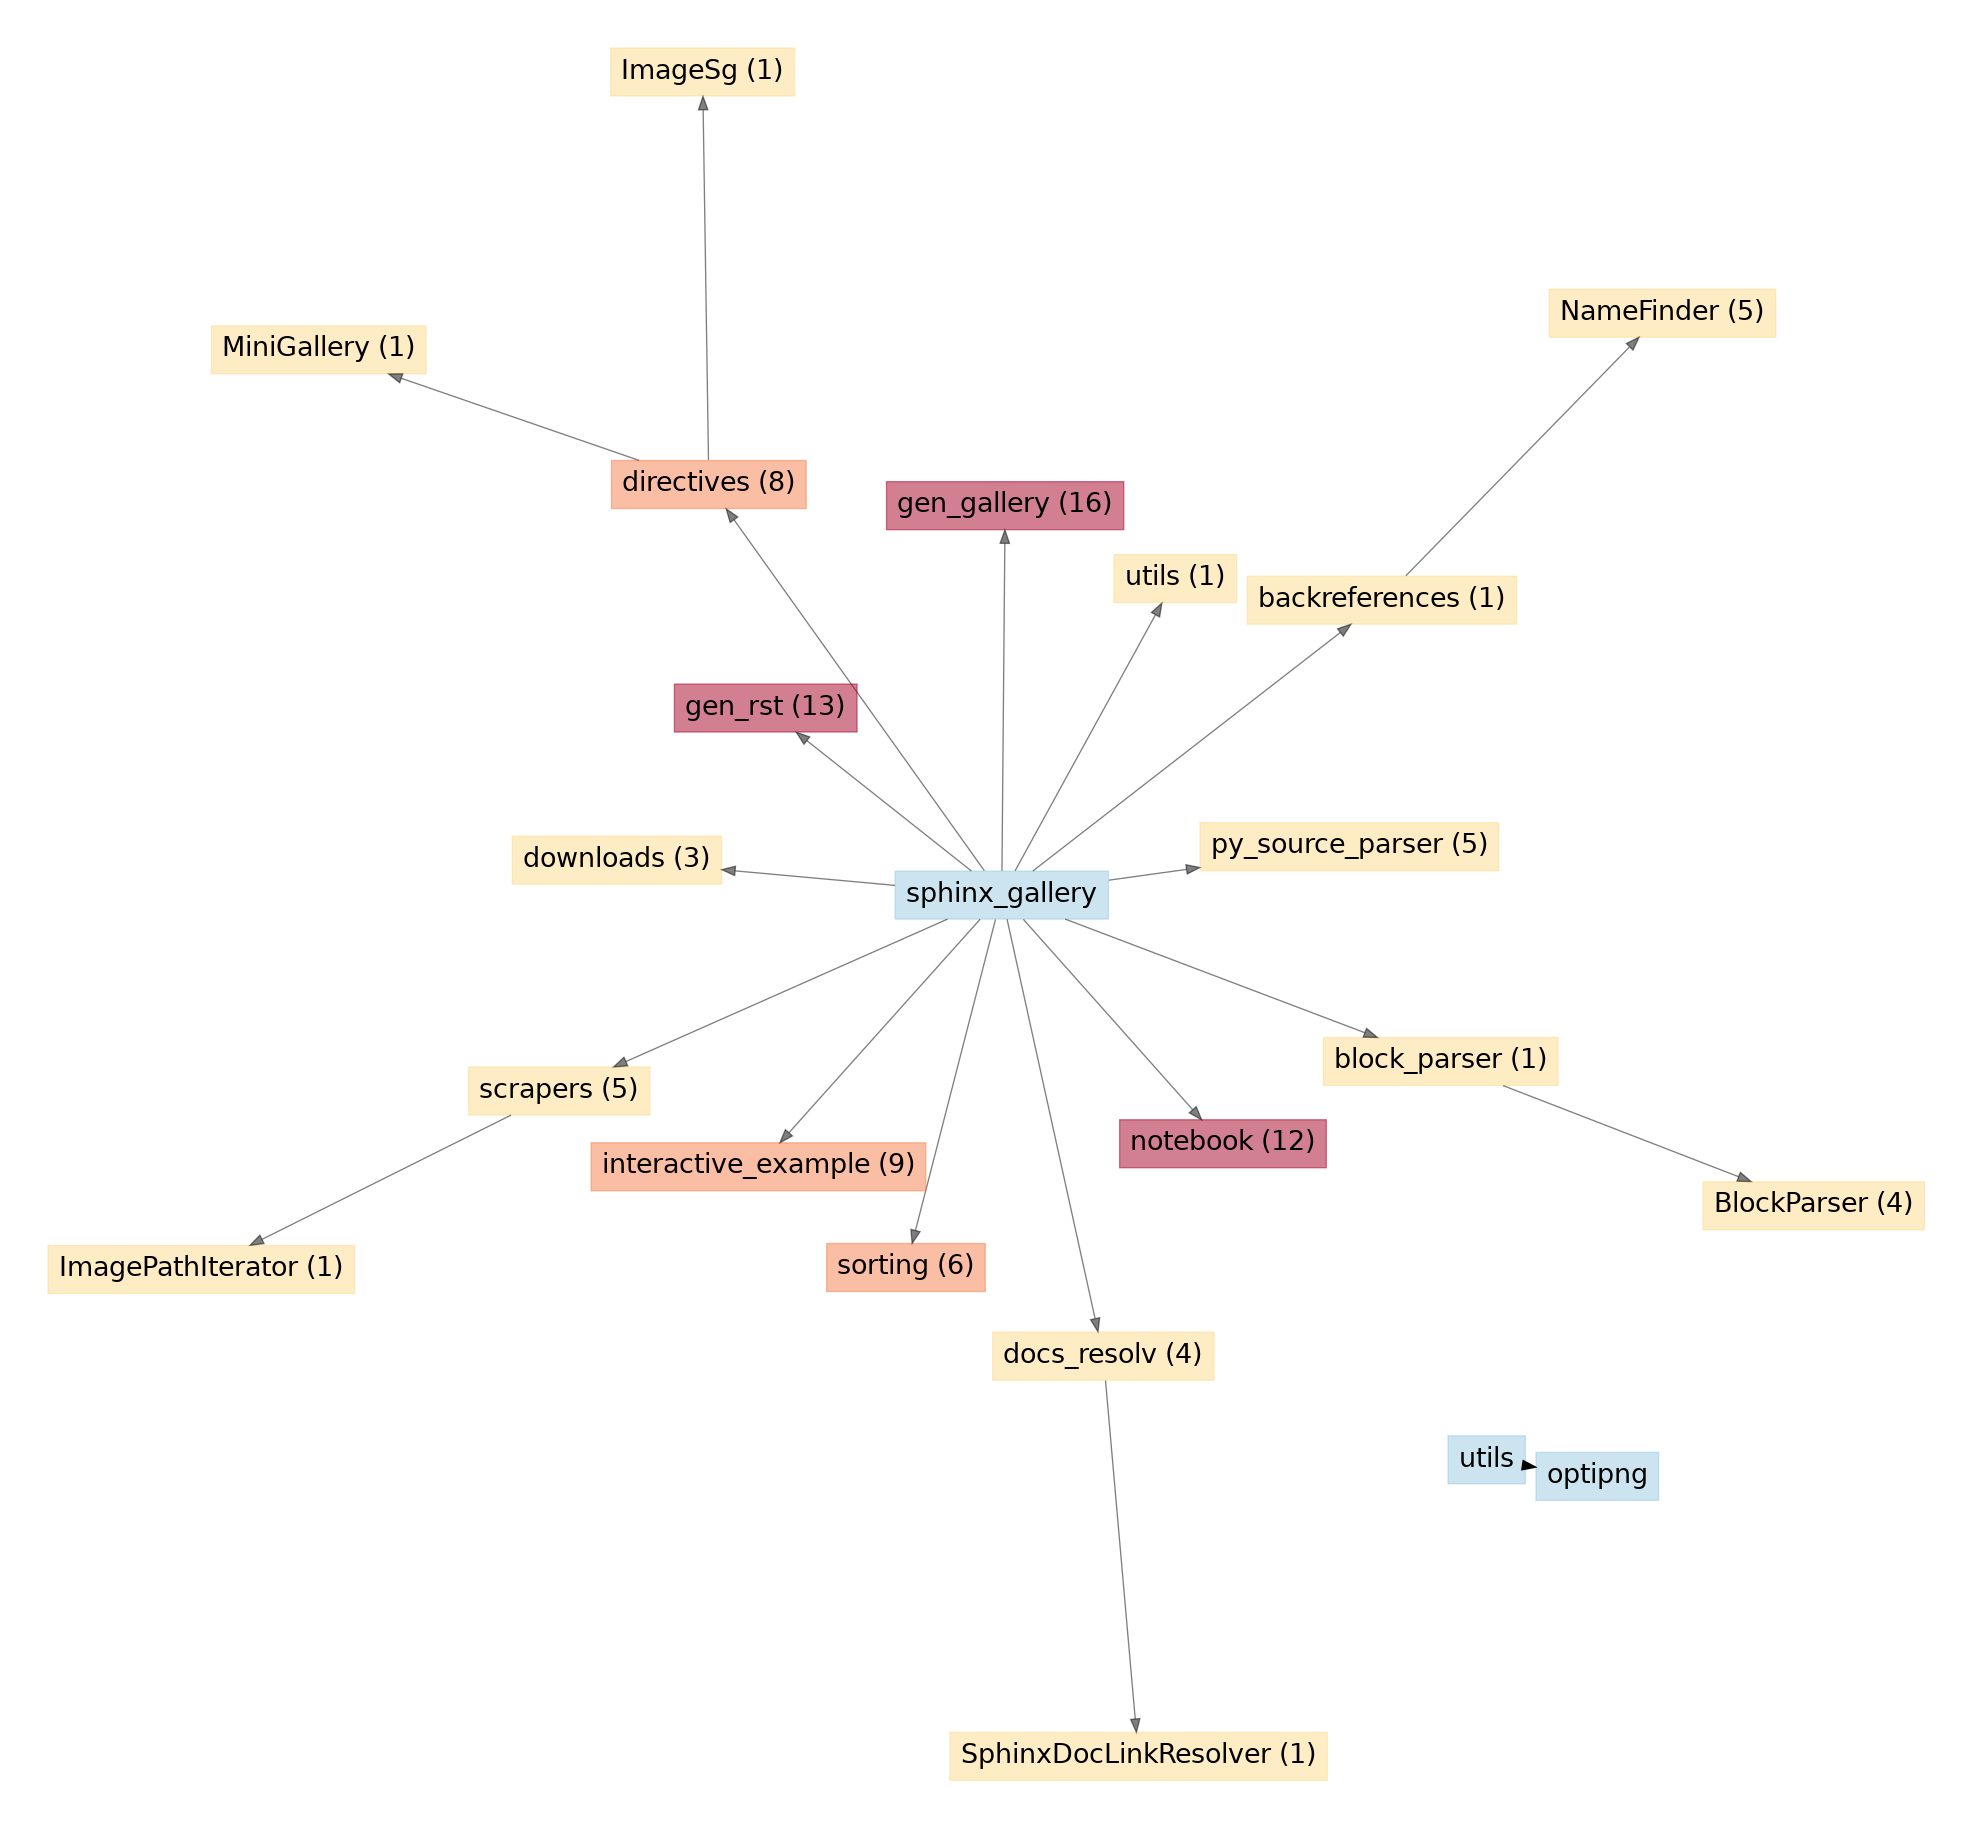 ImageSg (1)
NameFinder (5)
MiniGallery (1)
directives (8)
gen_gallery (16)
utils (1)
backreferences (1)
gen_rst (13)
downloads (3)
py_source_parser (5)
sphinx_gallery
scrapers (5)
block_parser (1)
interactive_example (9)
notebook (12)
BlockParser (4)
ImagePathIterator (1)
sorting (6)
docs_resolv (4)
utils
optipng
SphinxDocLinkResolver (1)